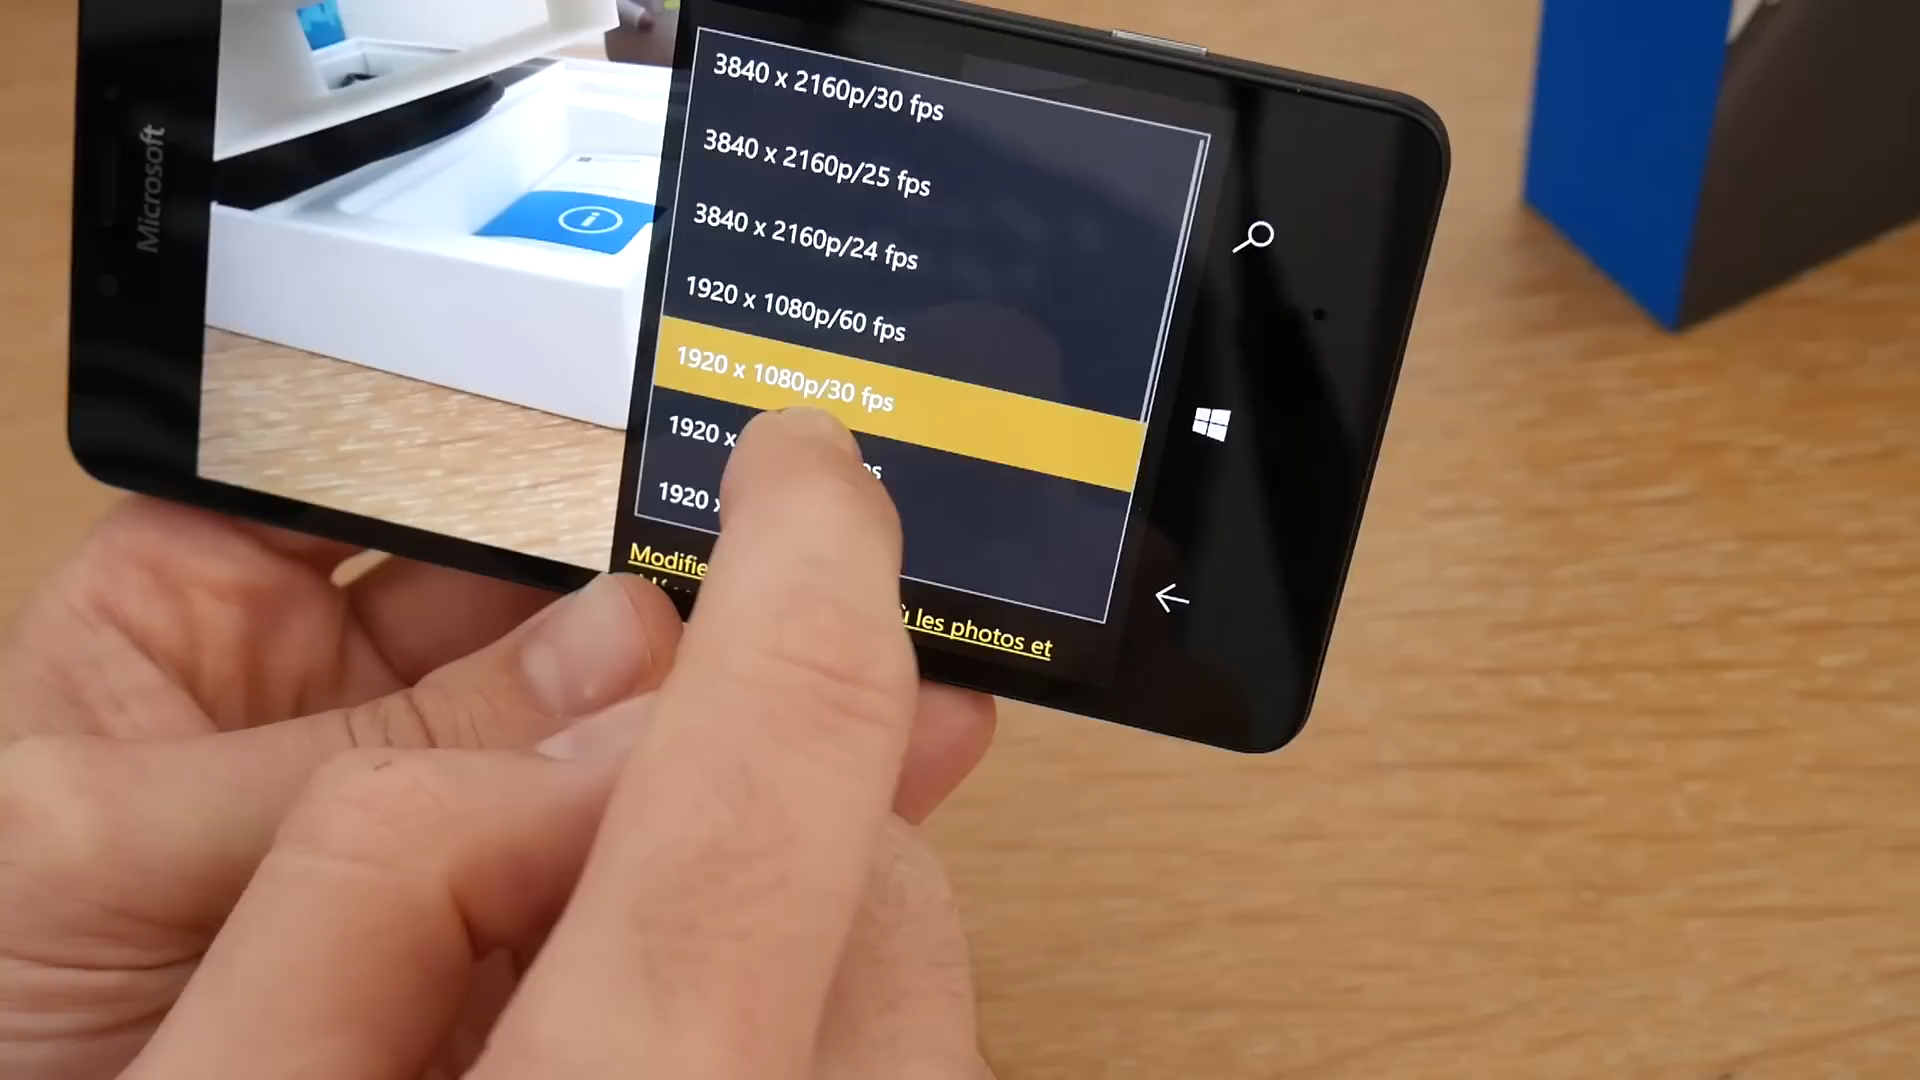 Microsoft
3840 x 2160p/30 fps
3840 x 2160p/25 fps
3840 x 2160p/24 fps
1920 x 1080p/60 fps
1920 x 1080p/30 fps
1920 x
1920
les photos et